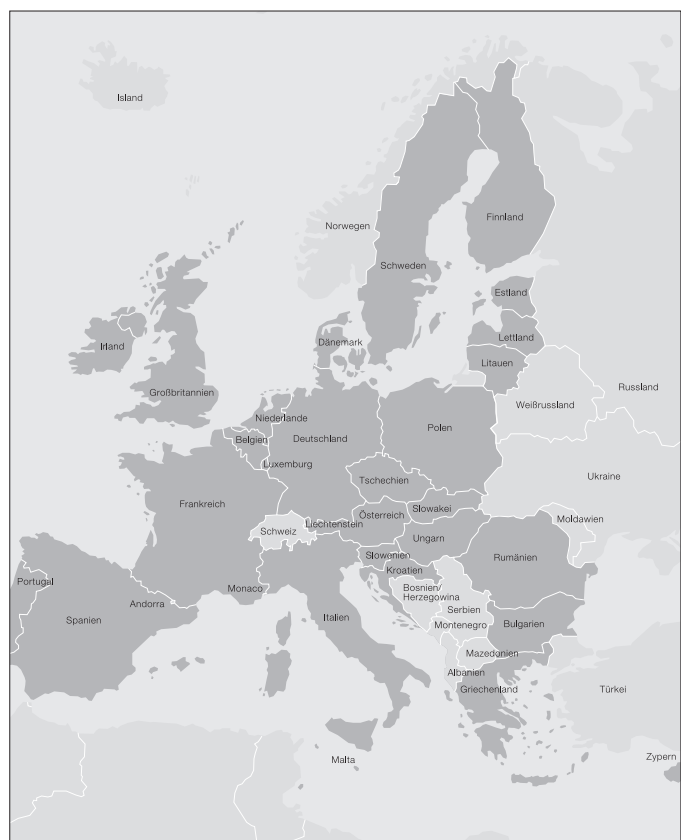 Island
Norwegen
Finnland
Schweden
Estland
Lettland
Litauen
Dänemark
Irland
Großbritannien
Russland
Weißrussland
Niederlande
Belgien
Deutschland
Polen
Luxemburg
Ukraine
Tschechien
Frankreich
Slowakei
Österreich
Liechtenstein
Schweiz
Moldawien
Ungarn
Slowenien
Rumänien
Kroatien
Portugal
Monaco
Bosnien/
Herzegowina
Andorra
Serbien
Spanien
Italien
Montenegro
Bulgarien
Mazedonien
Albanien
Griechenland
Türkei
Malta
Zypern